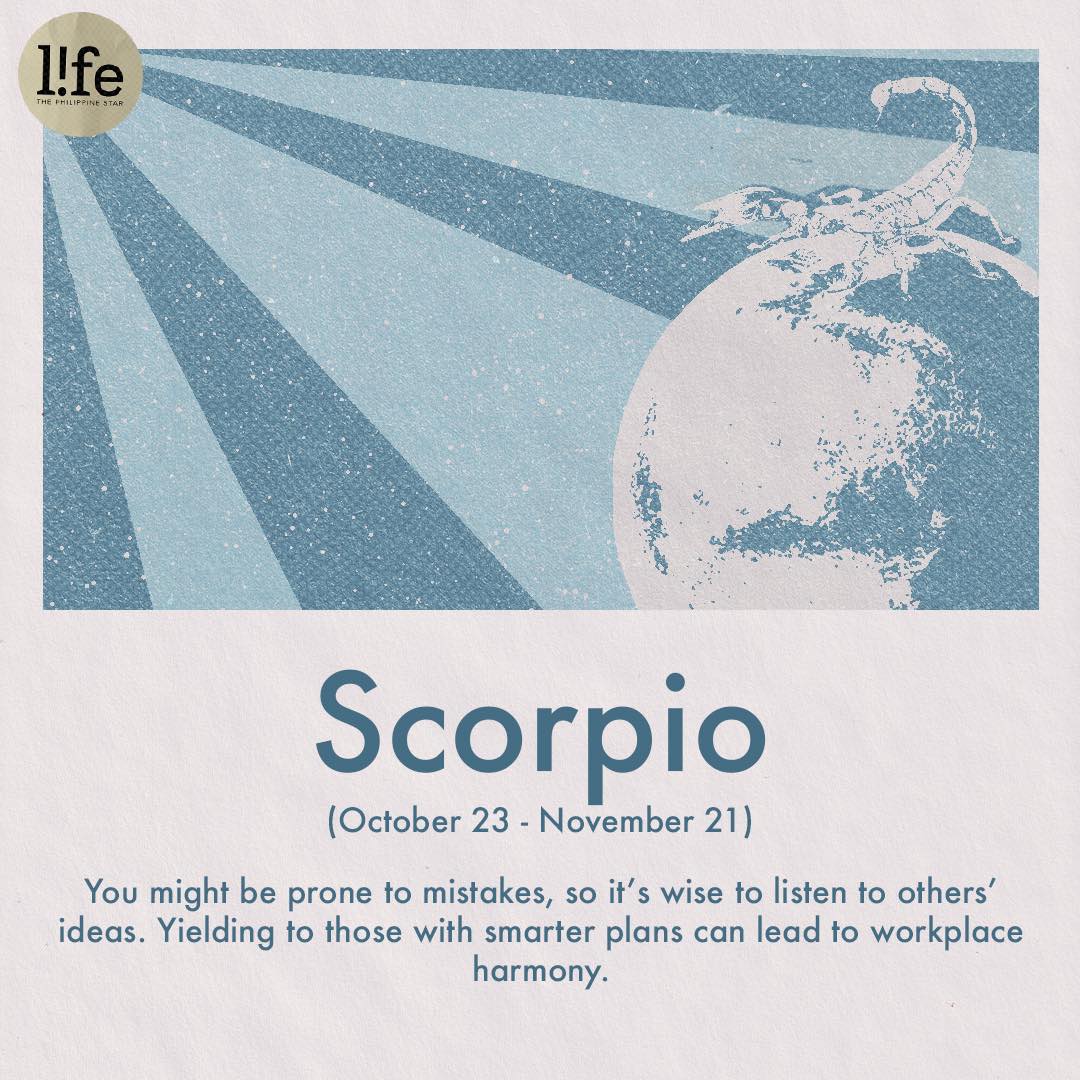 l!fe
THE PHILIPPINE STAR
Scorpio
(October 23 - November 21)
You might be prone to mistakes, so it’s wise to listen to others’
ideas. Yielding to those with smarter plans can lead to workplace
harmony.